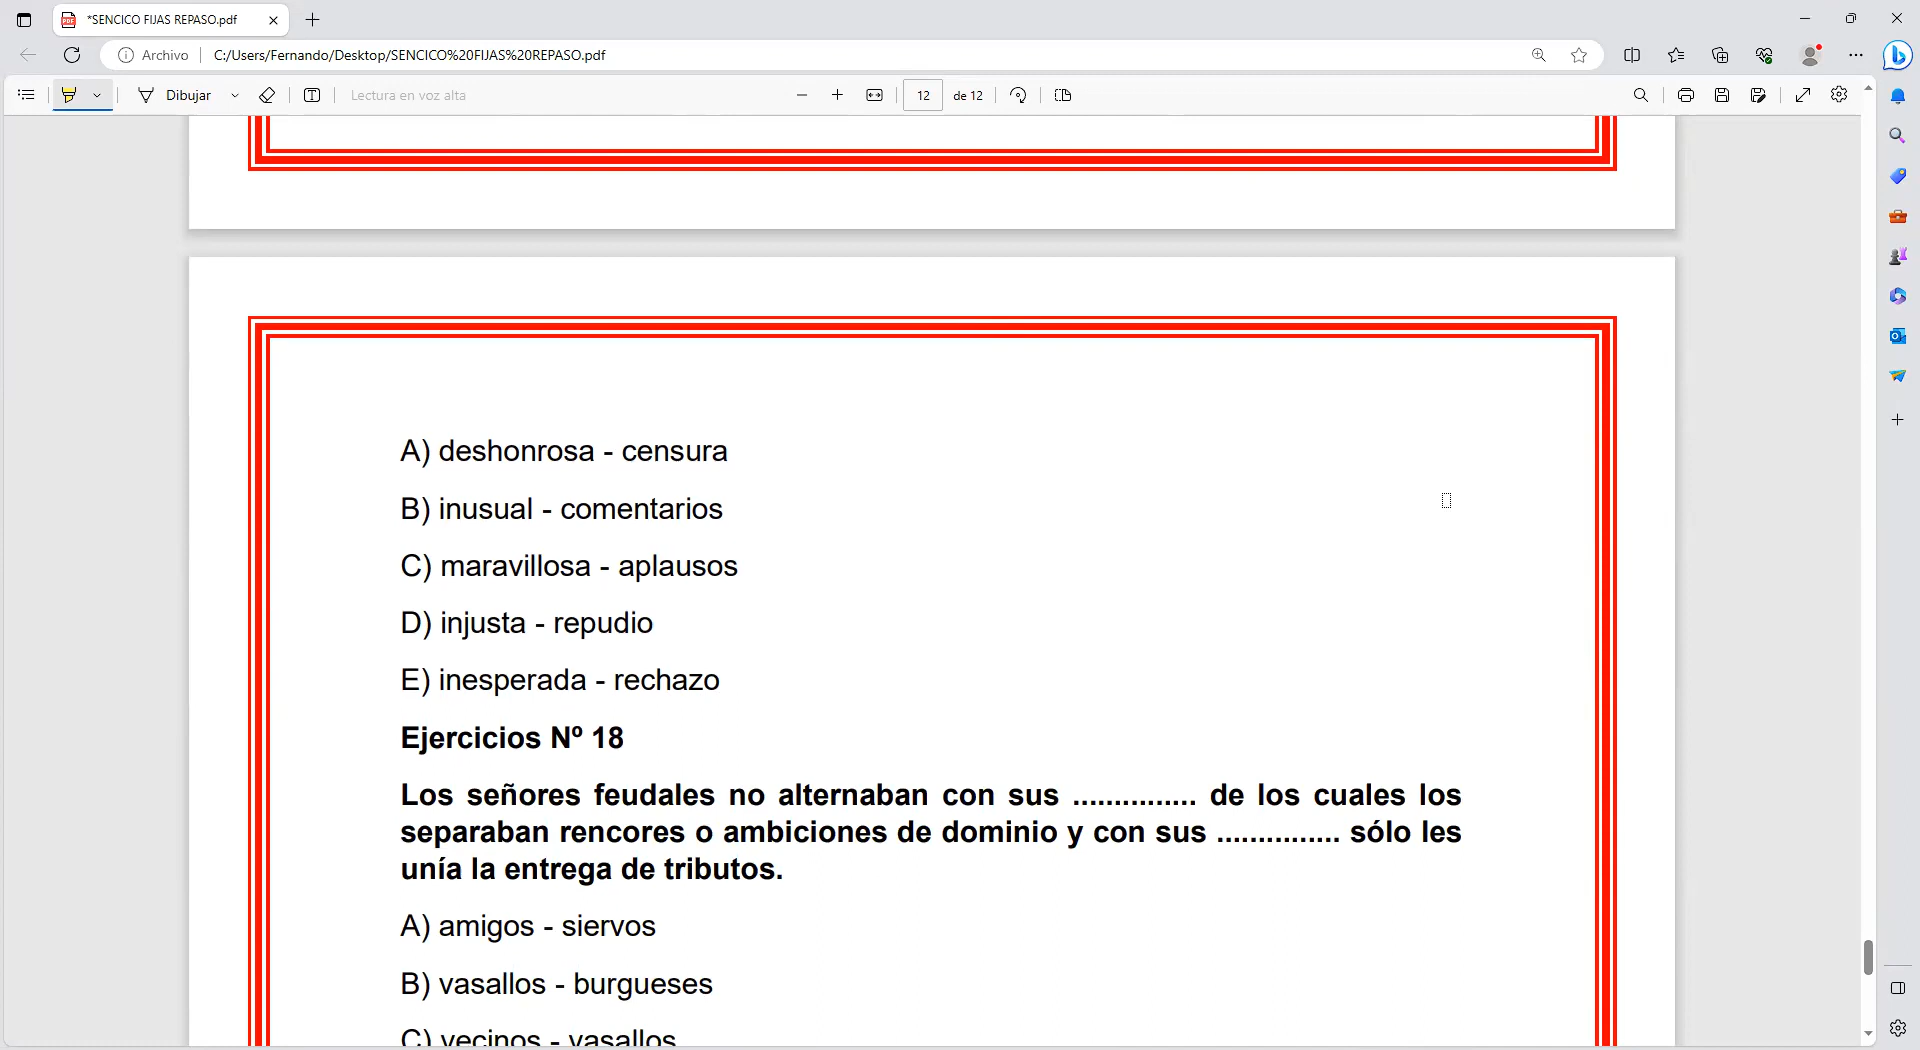 *SENCICO FIJAS REPASO.pdf
Archivo
C:/Users/Fernando/Desktop/SENCICO%20FIJAS%20REPASO.pdf
Dibujar
Lectura en voz alta
12 de 12
A) deshonrosa - censura
B) inusual - comentarios
C) maravillosa - aplausos
D) injusta - repudio
E) inesperada - rechazo
Ejercicios Nº 18
Los señores feudales no alternaban con sus ............... de los cuales los
separaban rencores o ambiciones de dominio y con sus ............... sólo les
unía la entrega de tributos.
A) amigos - siervos
B) vasallos - burgueses
C) vecinos - vasallos